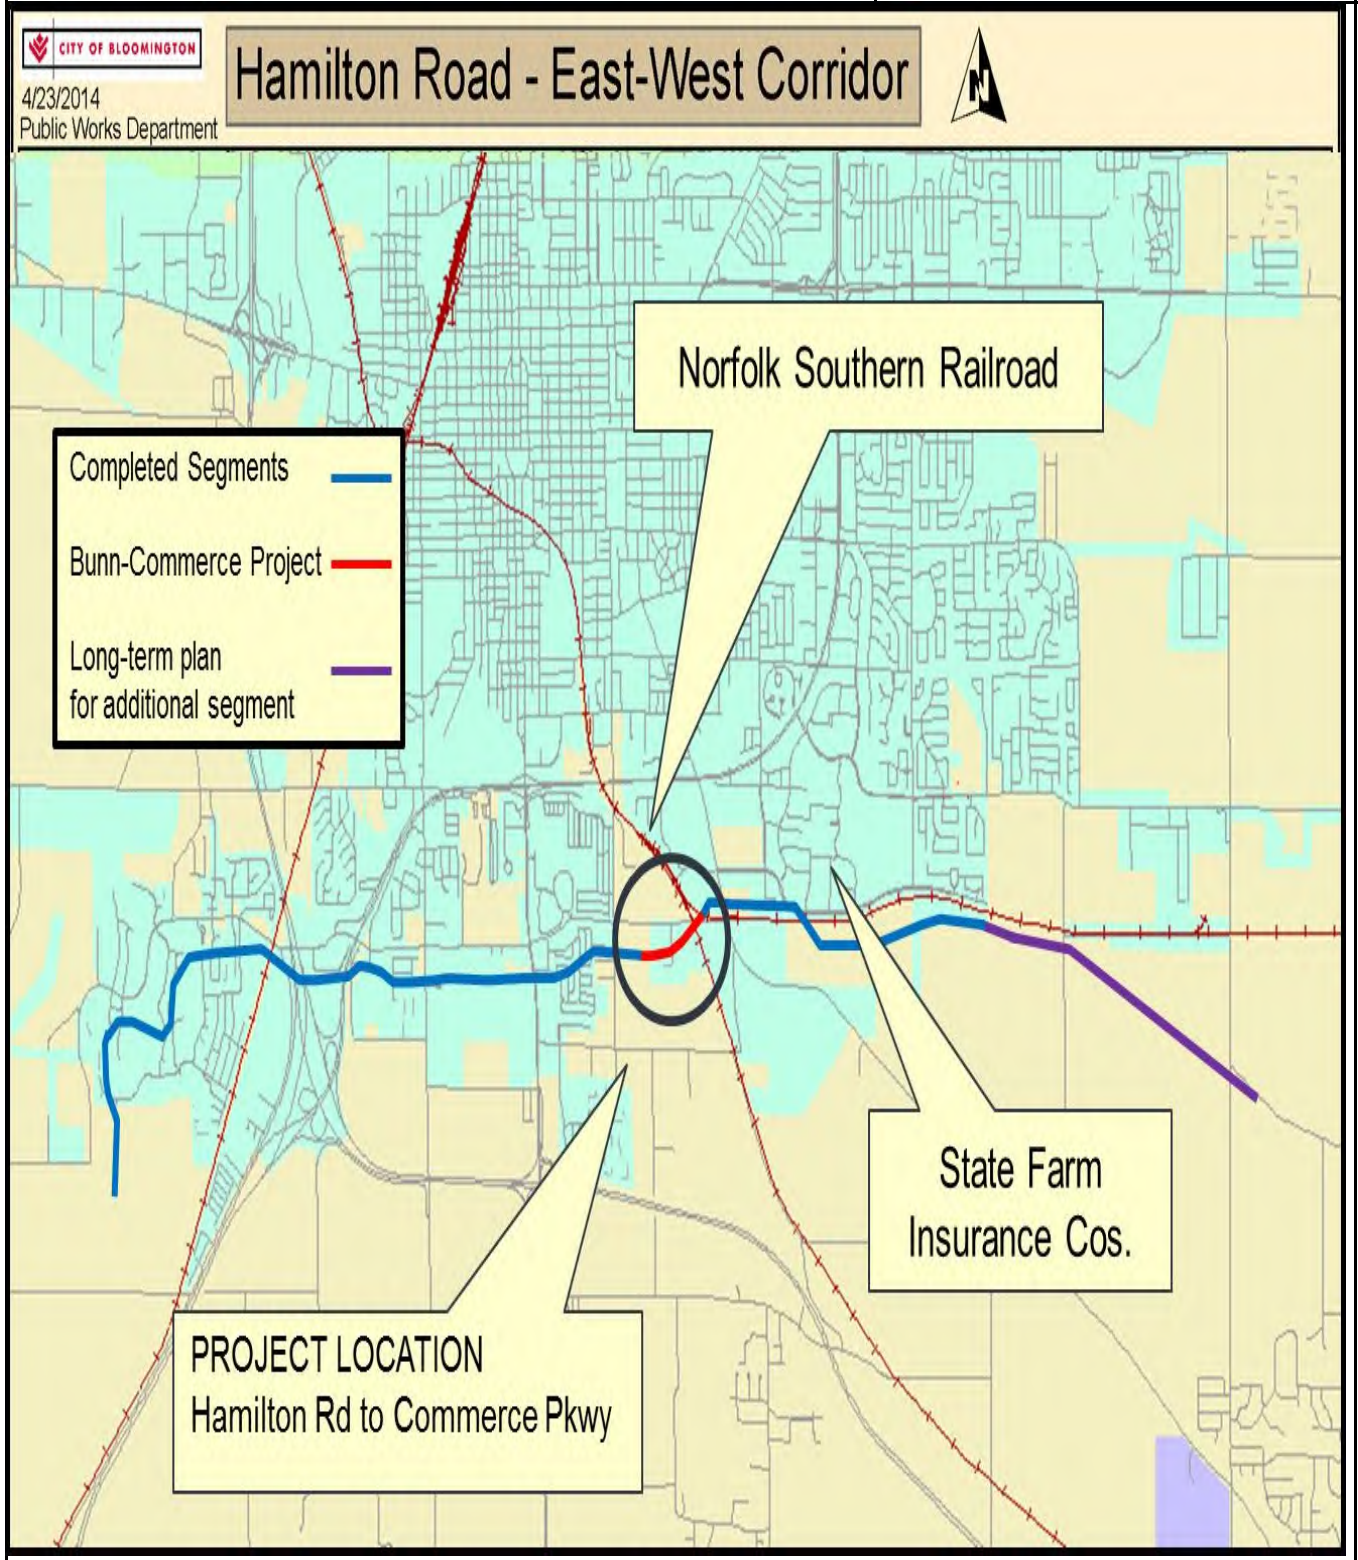 CITY OF BLOOMINGTON
4/23/2014
Public Works Department
Hamilton Road - East-West Corridor
N
Norfolk Southern Railroad
Completed Segments
Bunn-Commerce Project
Long-term plan
for additional segment
State Farm
Insurance Cos.
PROJECT LOCATION
Hamilton Rd to Commerce Pkwy